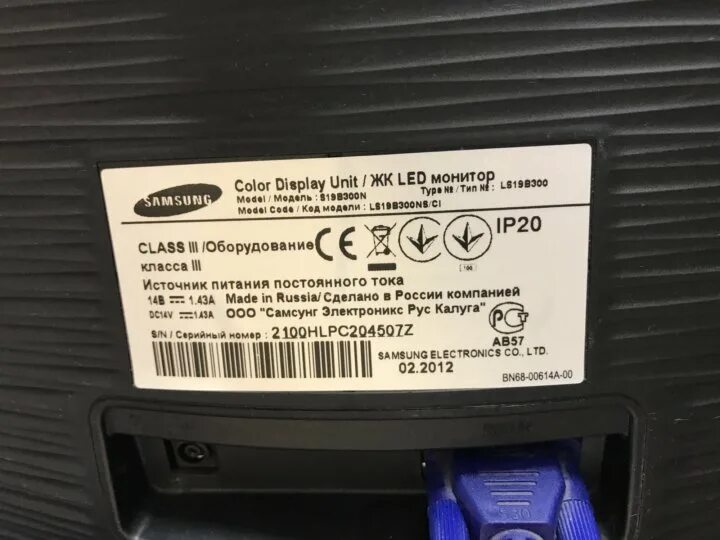 SAMSUNG
Color Display Unit / ЖК LED монитор
Model / Модель : S19B300N
Type № / Тип № : LS19B300
Model Code / Код модели : LS19B300NS/CI
CLASS III /Оборудование
класса III
IP20
Источник питания постоянного тока
14В 1.43A Made in Russia/ Сделано в России компанией
DC14V 1.43A ООО "Самсунг Электроникс Рус Калуга"
S/N / Серийный номер : 2100HLPC204507Z
АВ57
SAMSUNG ELECTRONICS CO., LTD.
02.2012
BN68-00614A-00